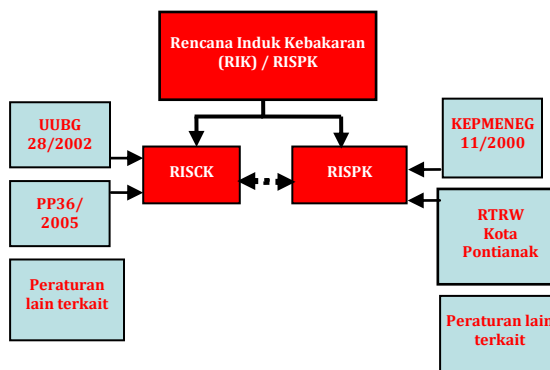 Rencana Induk Kebakaran
(RIK) / RISPK
UUBG
28/2002
KEPMENEG
11/2000
RISCK
RISPK
PP36/
2005
RTRW
Kota
Pontianak
Peraturan
lain terkait
Peraturan lain
terkait